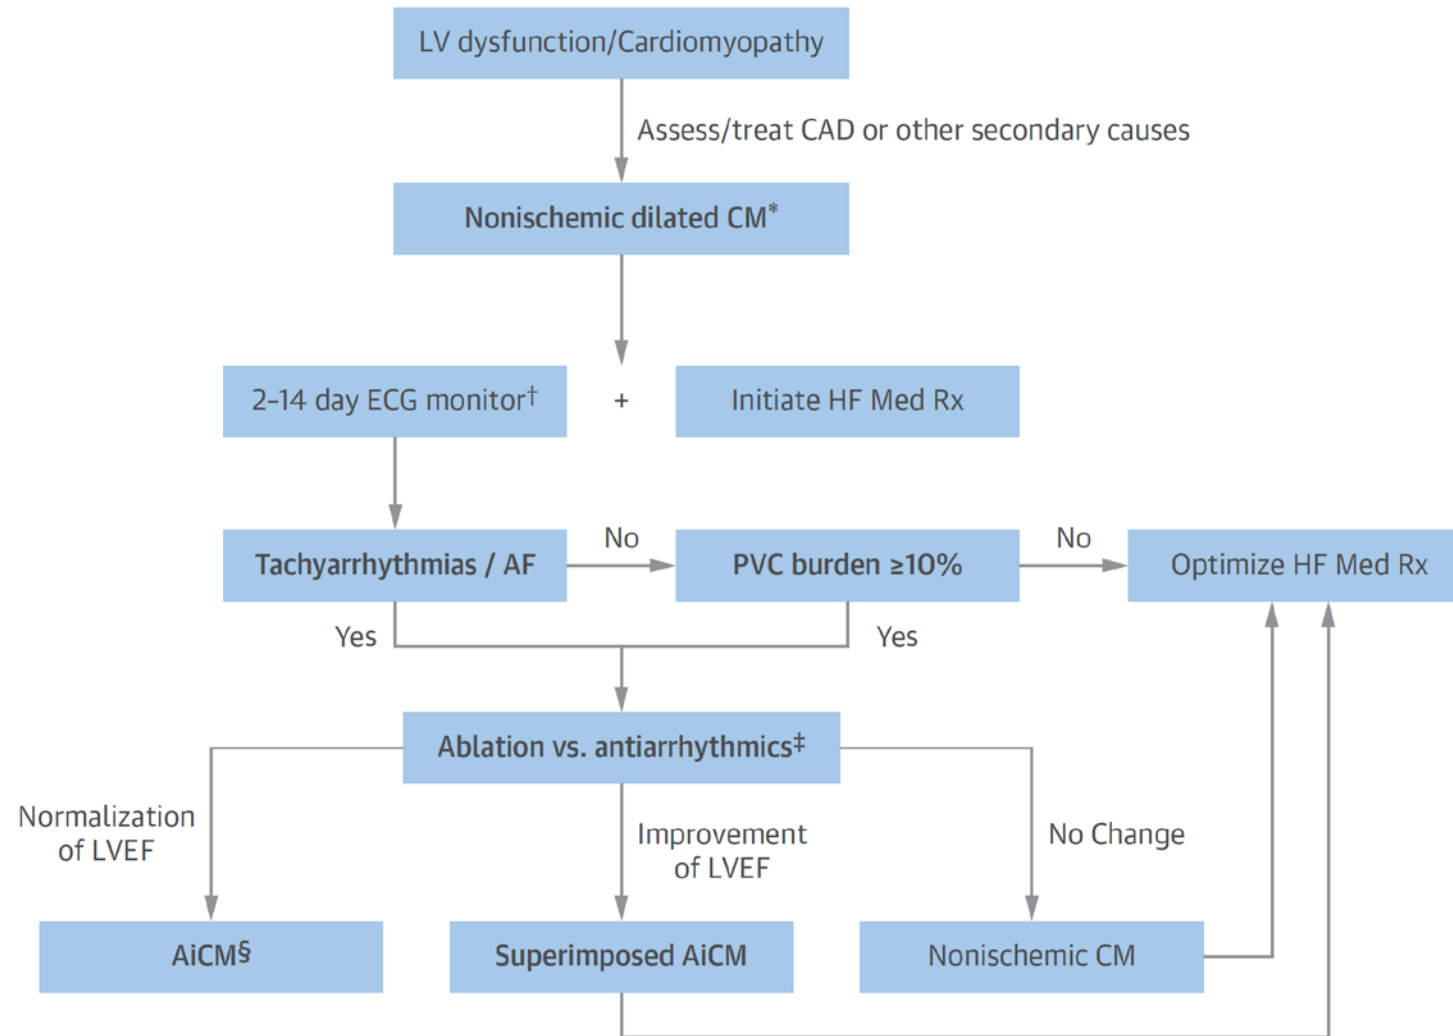 LV dysfunction/Cardiomyopathy
Assess/treat CAD or other secondary causes
Nonischemic dilated CM*
2–14 day ECG monitor†
+
Initiate HF Med Rx
Tachyarrhythmias / AF
No
PVC burden ≥10%
No
Optimize HF Med Rx
Yes
Yes
Ablation vs. antiarrhythmics‡
Normalization
of LVEF
Improvement
of LVEF
No Change
AiCM§
Superimposed AiCM
Nonischemic CM